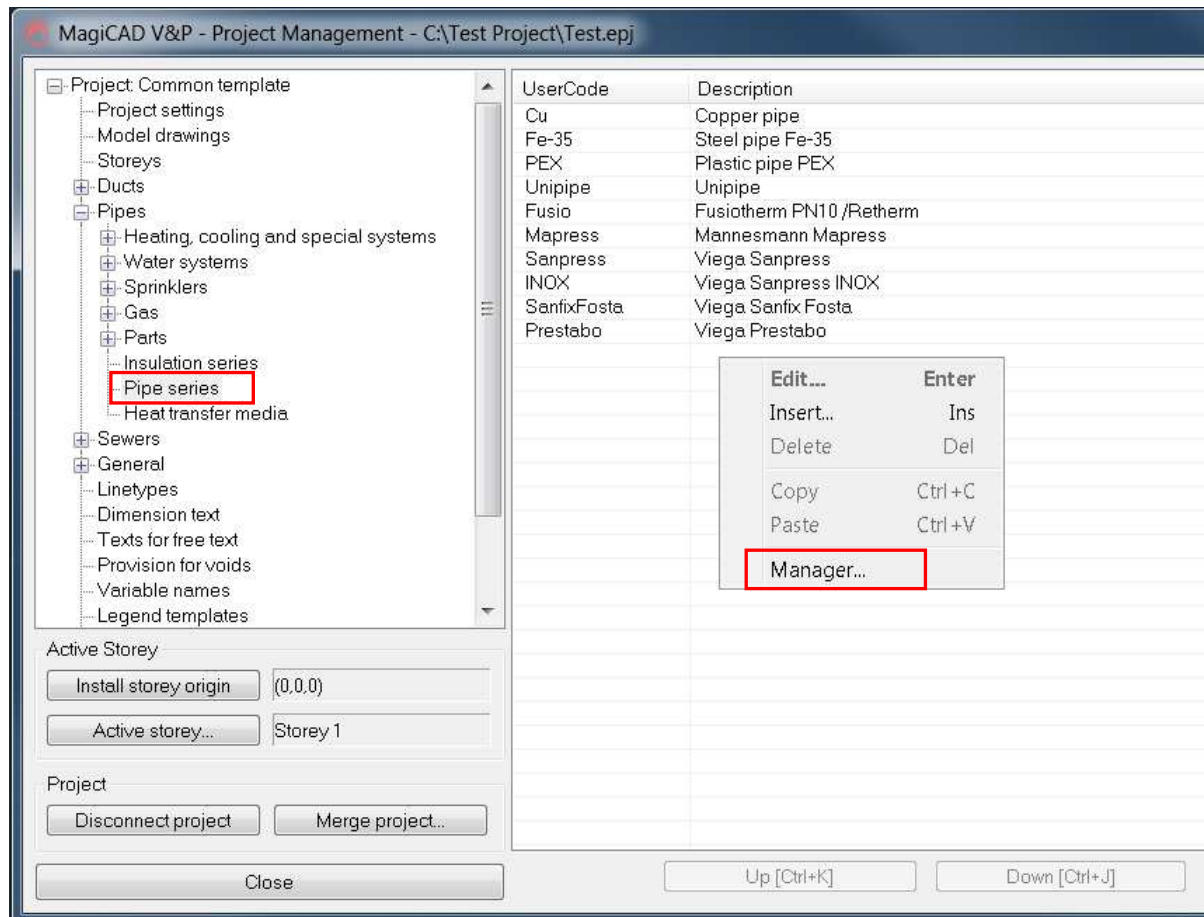 MagiCAD V&P - Project Management - C:\Test Project\Test.epj
Project: Common template
Project settings
Model drawings
Storeys
Ducts
Pipes
Heating, cooling and special systems
Water systems
Sprinklers
Gas
Parts
Insulation series
Pipe series
Heat transfer media
Sewers
General
Linetypes
Dimension text
Texts for free text
Provision for voids
Variable names
Legend templates
Active Storey
Install storey origin (0,0,0)
Active storey... Storey 1
Project
Disconnect project Merge project...
Close
UserCode Description
Cu Copper pipe
Fe-35 Steel pipe Fe-35
PEX Plastic pipe PEX
Unipipe Unipipe
Fusio Fusiotherm PN10 /Retherm
Mapress Mannesmann Mapress
Sanpress Viega Sanpress
INOX Viega Sanpress INOX
SanfixFosta Viega Sanfix Fosta
Prestabo Viega Prestabo
Edit... Enter
Insert... Ins
Delete Del
Copy Ctrl+C
Paste Ctrl+V
Manager...
Up [Ctrl+K] Down [Ctrl+J]